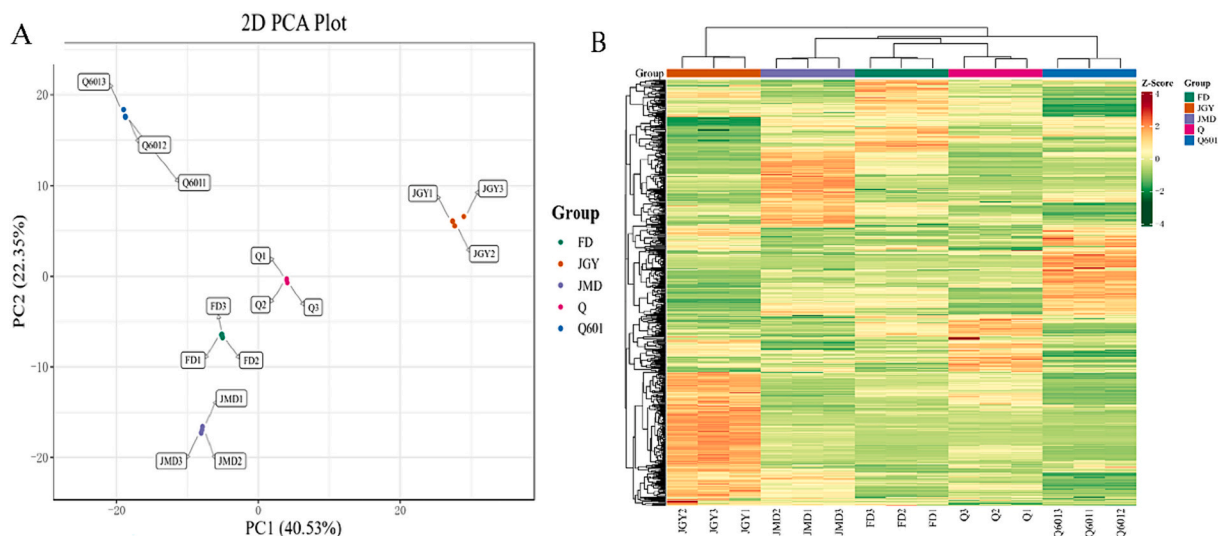 A
2D PCA Plot
Q6013
Q6012
Q6011
JGY1
JGY3
JGY2
Q1
Q2
Q3
FD3
FD1
FD2
JMD1
JMD3
JMD2
20
10
0
-10
-20
PC2 (22.35%)
-20
0
20
PC1 (40.53%)
Group
FD
JGY
JMD
Q
Q601
B
Group
Z-Score
4
2
0
-2
-4
Group
FD
JGY
JMD
Q
Q601
JGY2
JGY3
JGY1
JMD2
JMD1
JMD3
FD3
FD2
FD1
Q3
Q2
Q1
Q6013
Q6011
Q6012